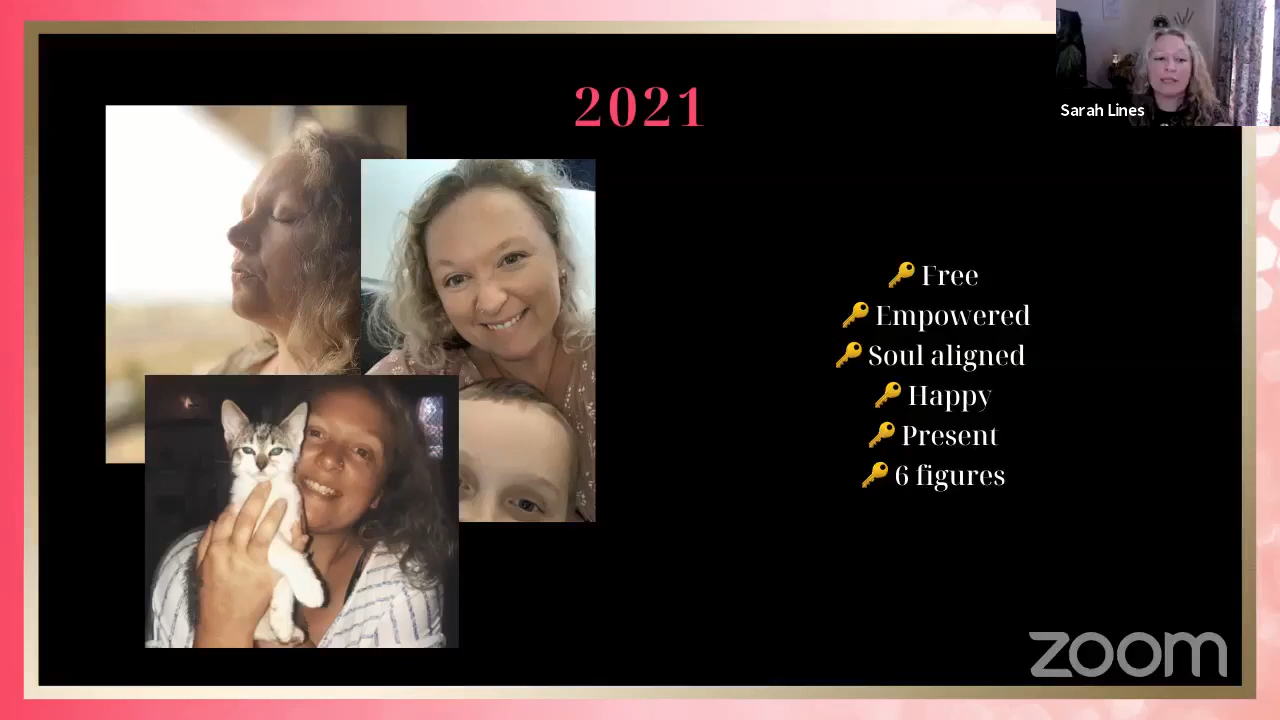 2021
Sarah Lines
🔑 Free
🔑 Empowered
🔑 Soul aligned
🔑 Happy
🔑 Present
🔑 6 figures
zoom